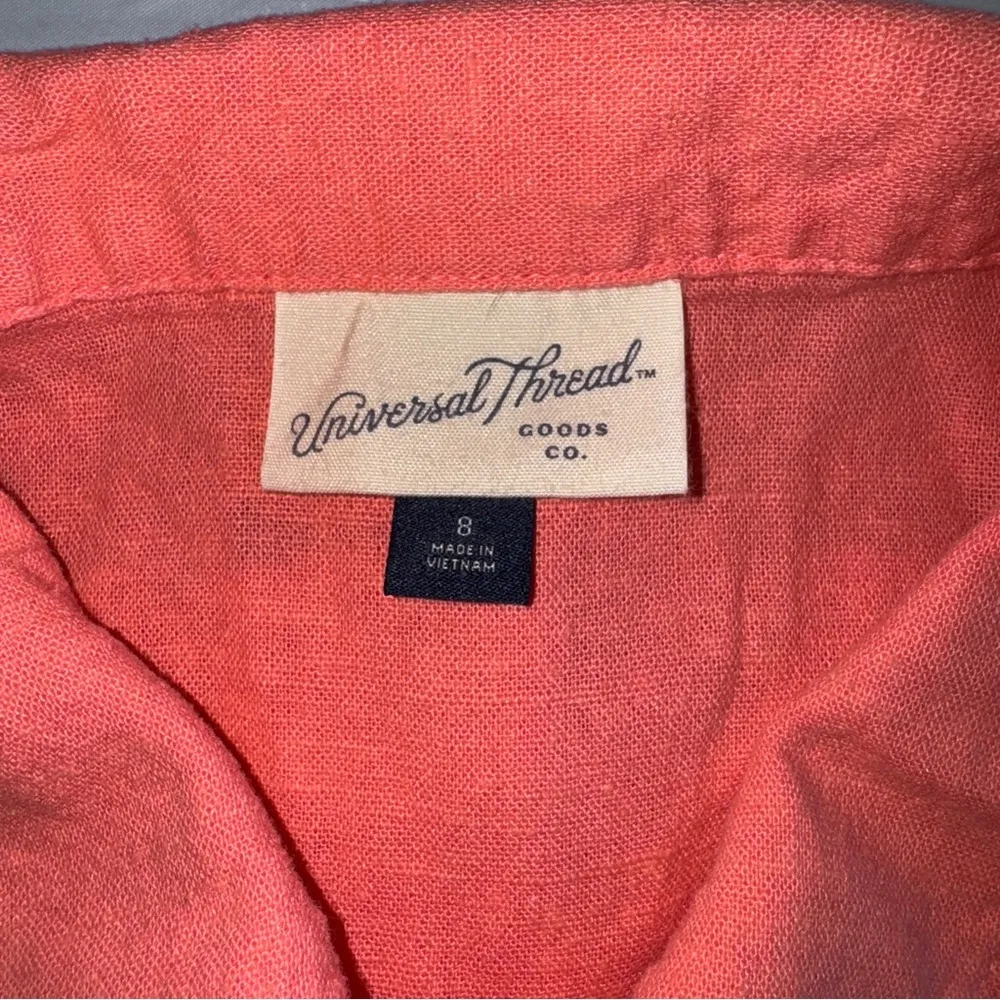 Universal Thread™
GOODS
CO.
8
MADE IN
VIETNAM